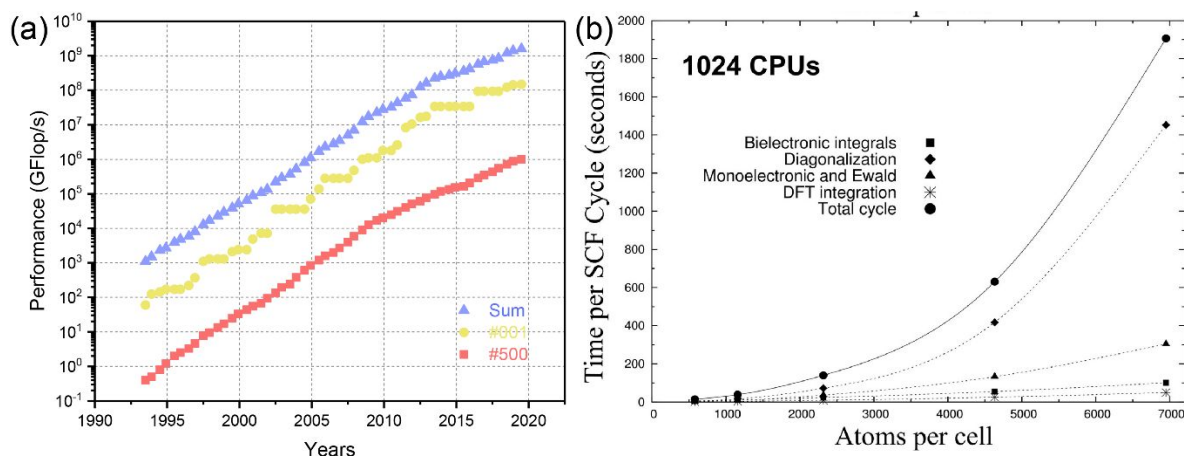 (a)
Performance (GFlop/s)
10^10
10^9
10^8
10^7
10^6
10^5
10^4
10^3
10^2
10^1
10^0
10^-1
Sum
#001
#500
1990 1995 2000 2005 2010 2015 2020
Years
(b)
Time per SCF Cycle (seconds)
2000
1800
1600
1400
1200
1000
800
600
400
200
0
1024 CPUs
Bielectronic integrals
Diagonalization
Monoelectronic and Ewald
DFT integration
Total cycle
0 1000 2000 3000 4000 5000 6000 7000
Atoms per cell